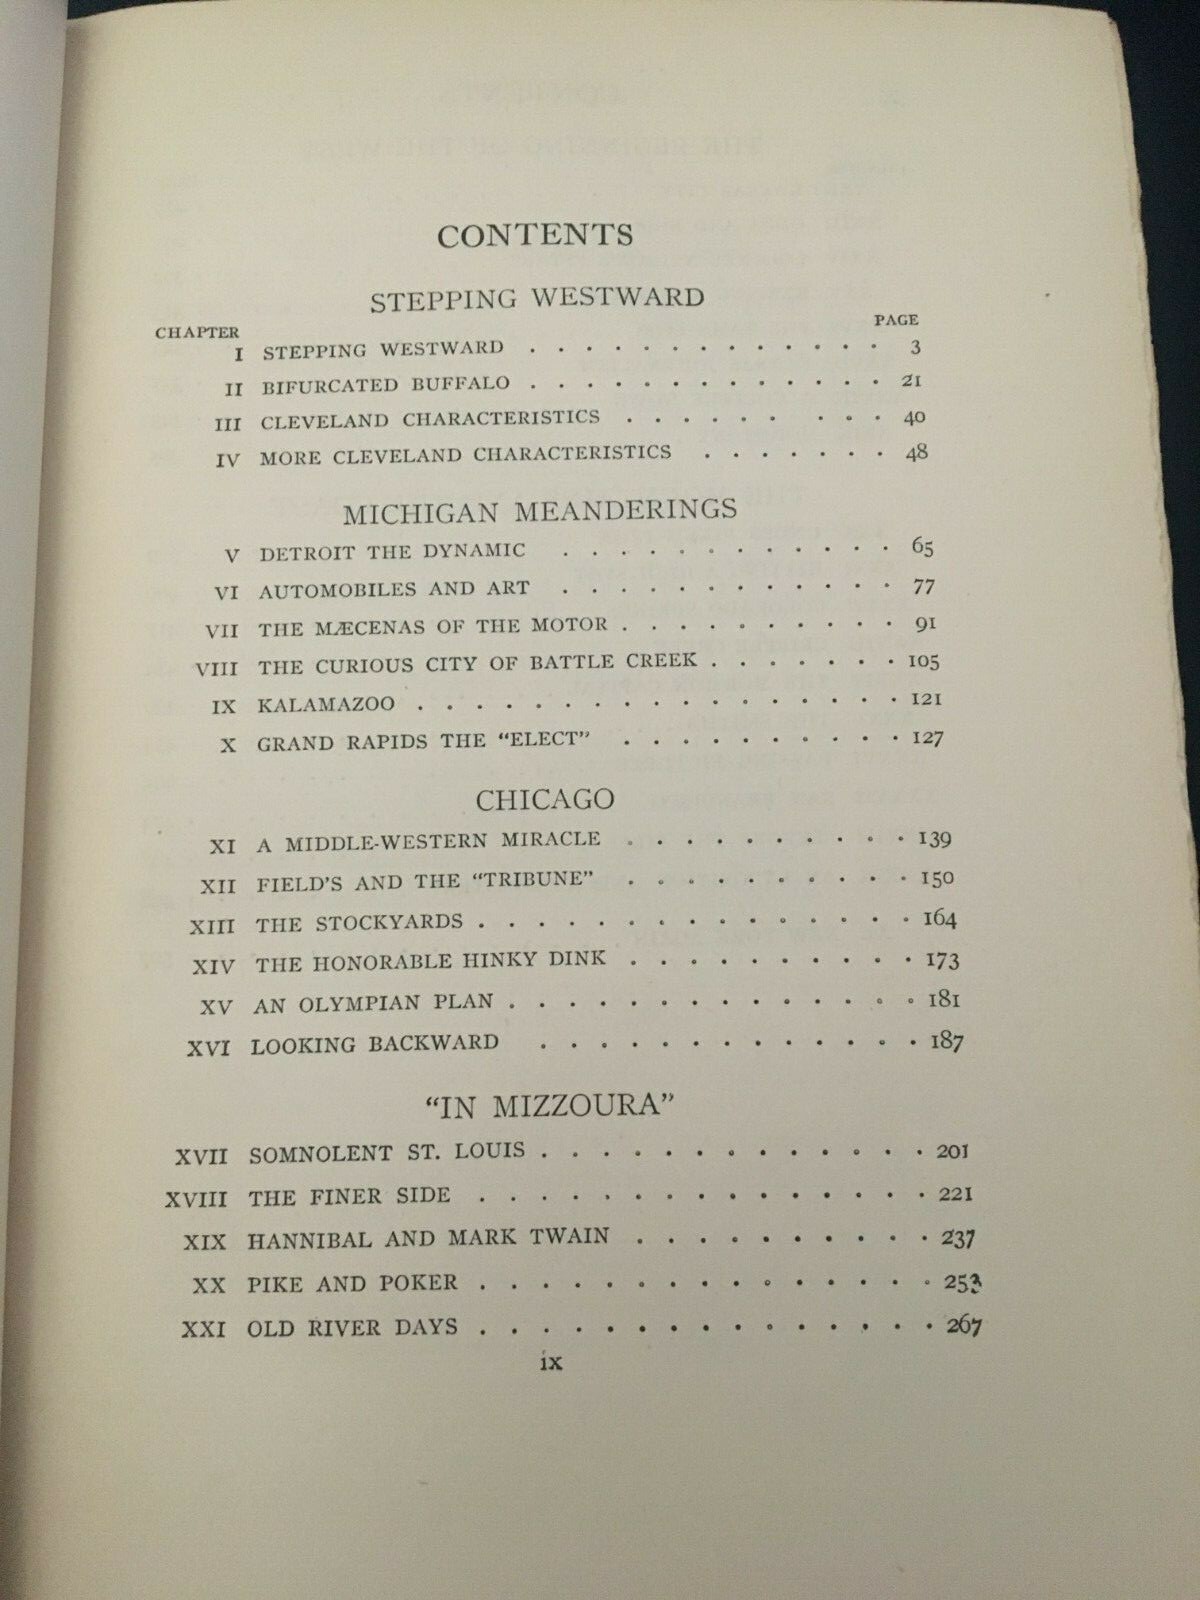 CONTENTS
STEPPING WESTWARD
CHAPTER PAGE
I STEPPING WESTWARD . . . . . . . . . . . . . 3
II BIFURCATED BUFFALO . . . . . . . . . . . . . 21
III CLEVELAND CHARACTERISTICS . . . . . . . . . 40
IV MORE CLEVELAND CHARACTERISTICS . . . . . . . 48
MICHIGAN MEANDERINGS
V DETROIT THE DYNAMIC . . . . . . . . . . . . 65
VI AUTOMOBILES AND ART . . . . . . . . . . . . 77
VII THE MÆCENAS OF THE MOTOR . . . . . . . . . . 91
VIII THE CURIOUS CITY OF BATTLE CREEK . . . . . . . 105
IX KALAMAZOO . . . . . . . . . . . . . . . . . 121
X GRAND RAPIDS THE "ELECT" . . . . . . . . . . 127
CHICAGO
XI A MIDDLE-WESTERN MIRACLE . . . . . . . . . . 139
XII FIELD'S AND THE "TRIBUNE" . . . . . . . . . . 150
XIII THE STOCKYARDS . . . . . . . . . . . . . . . 164
XIV THE HONORABLE HINKY DINK . . . . . . . . . . 173
XV AN OLYMPIAN PLAN . . . . . . . . . . . . . . 181
XVI LOOKING BACKWARD . . . . . . . . . . . . . 187
"IN MIZZOURA"
XVII SOMNOLENT ST. LOUIS . . . . . . . . . . . . . 201
XVIII THE FINER SIDE . . . . . . . . . . . . . . . 221
XIX HANNIBAL AND MARK TWAIN . . . . . . . . . . 237
XX PIKE AND POKER . . . . . . . . . . . . . . . 253
XXI OLD RIVER DAYS . . . . . . . . . . . . . . . 267
ix